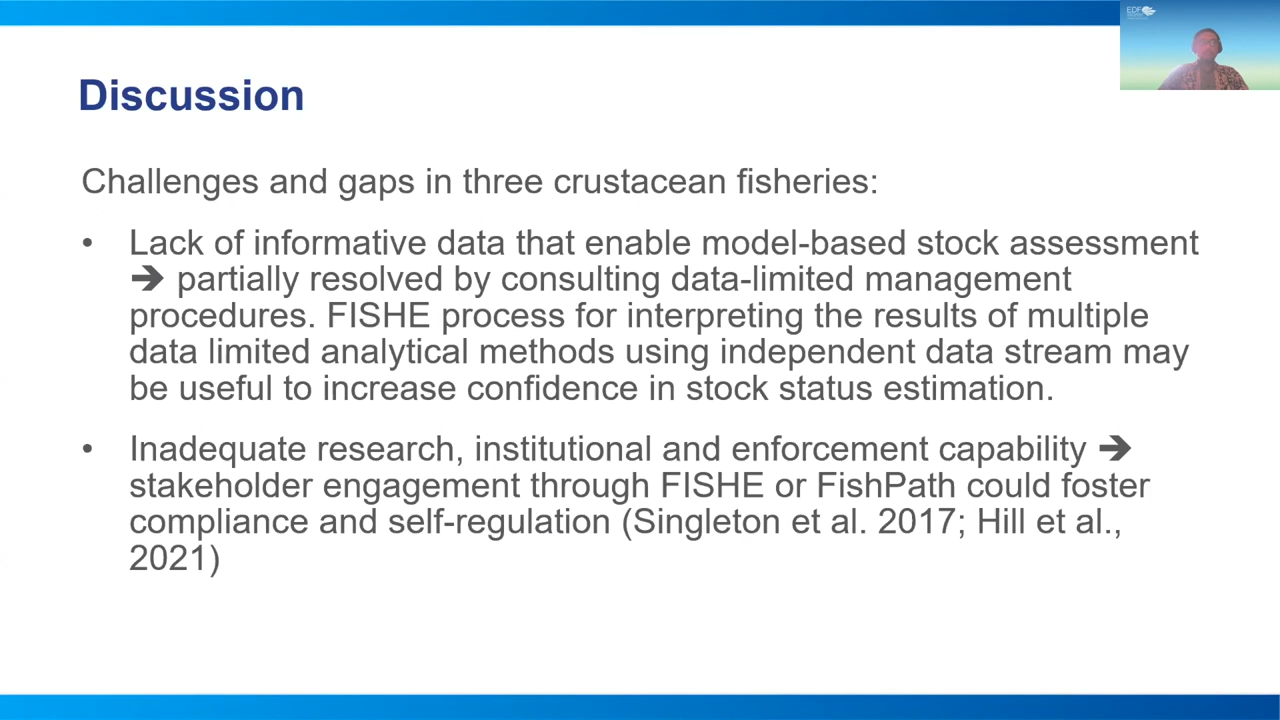 EDF
Discussion
Challenges and gaps in three crustacean fisheries:
• Lack of informative data that enable model-based stock assessment
➔ partially resolved by consulting data-limited management
procedures. FISHE process for interpreting the results of multiple
data limited analytical methods using independent data stream may
be useful to increase confidence in stock status estimation.
• Inadequate research, institutional and enforcement capability ➔
stakeholder engagement through FISHE or FishPath could foster
compliance and self-regulation (Singleton et al. 2017; Hill et al.,
2021)